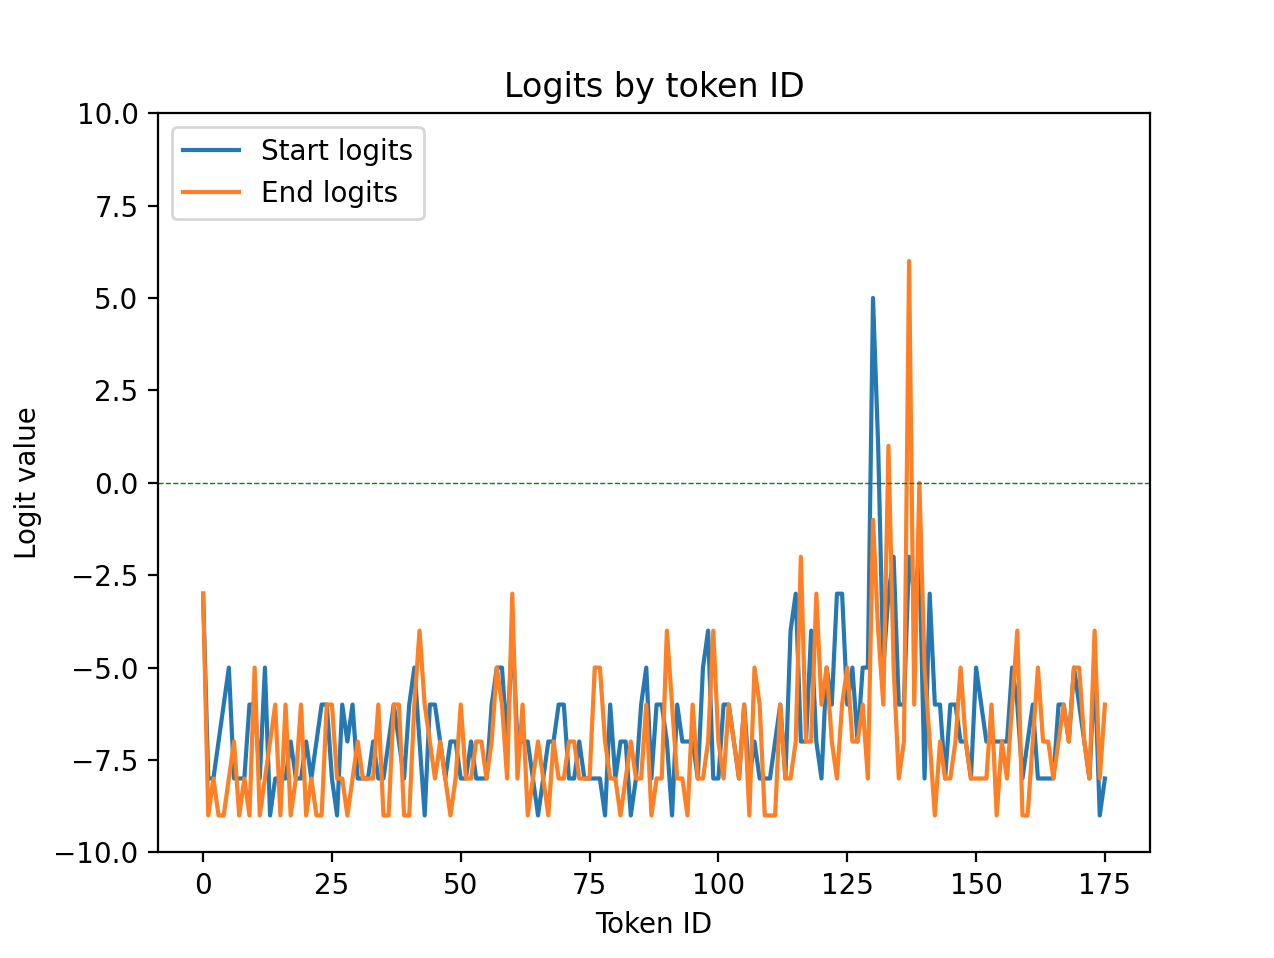 Logits by token ID
Start logits
End logits
10.0
7.5
5.0
2.5
0.0
−2.5
−5.0
−7.5
−10.0
Logit value
0 25 50 75 100 125 150 175
Token ID